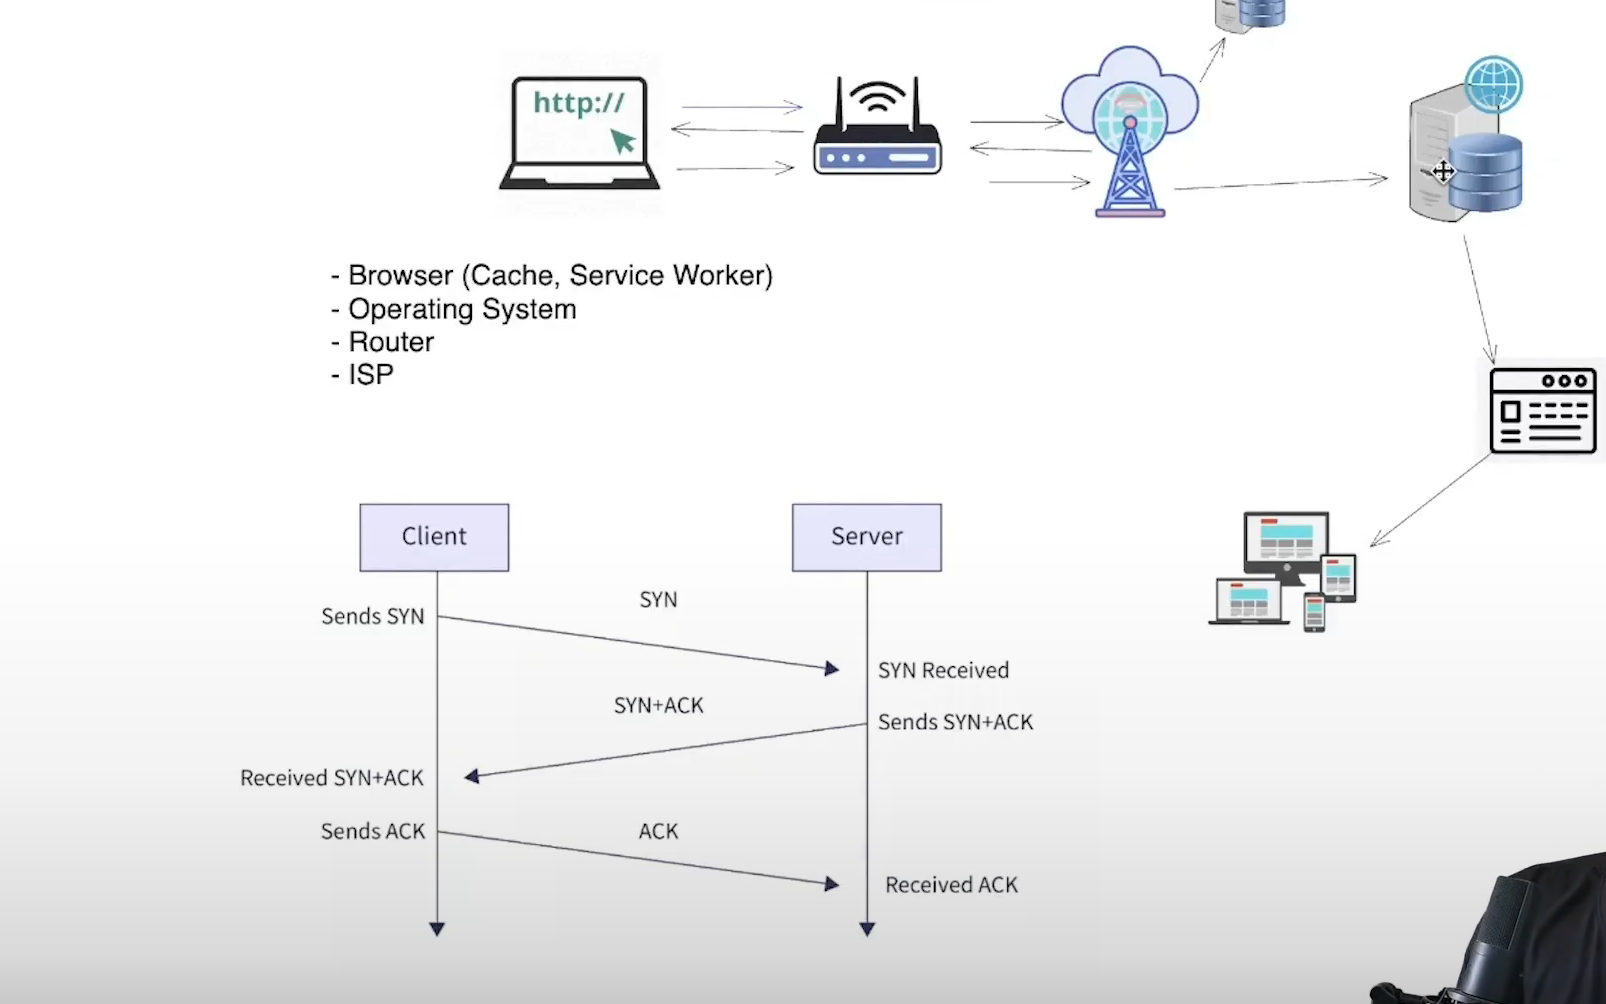 http://
- Browser (Cache, Service Worker)
- Operating System
- Router
- ISP
Client
Server
SYN
Sends SYN
SYN Received
SYN+ACK
Sends SYN+ACK
Received SYN+ACK
Sends ACK
ACK
Received ACK